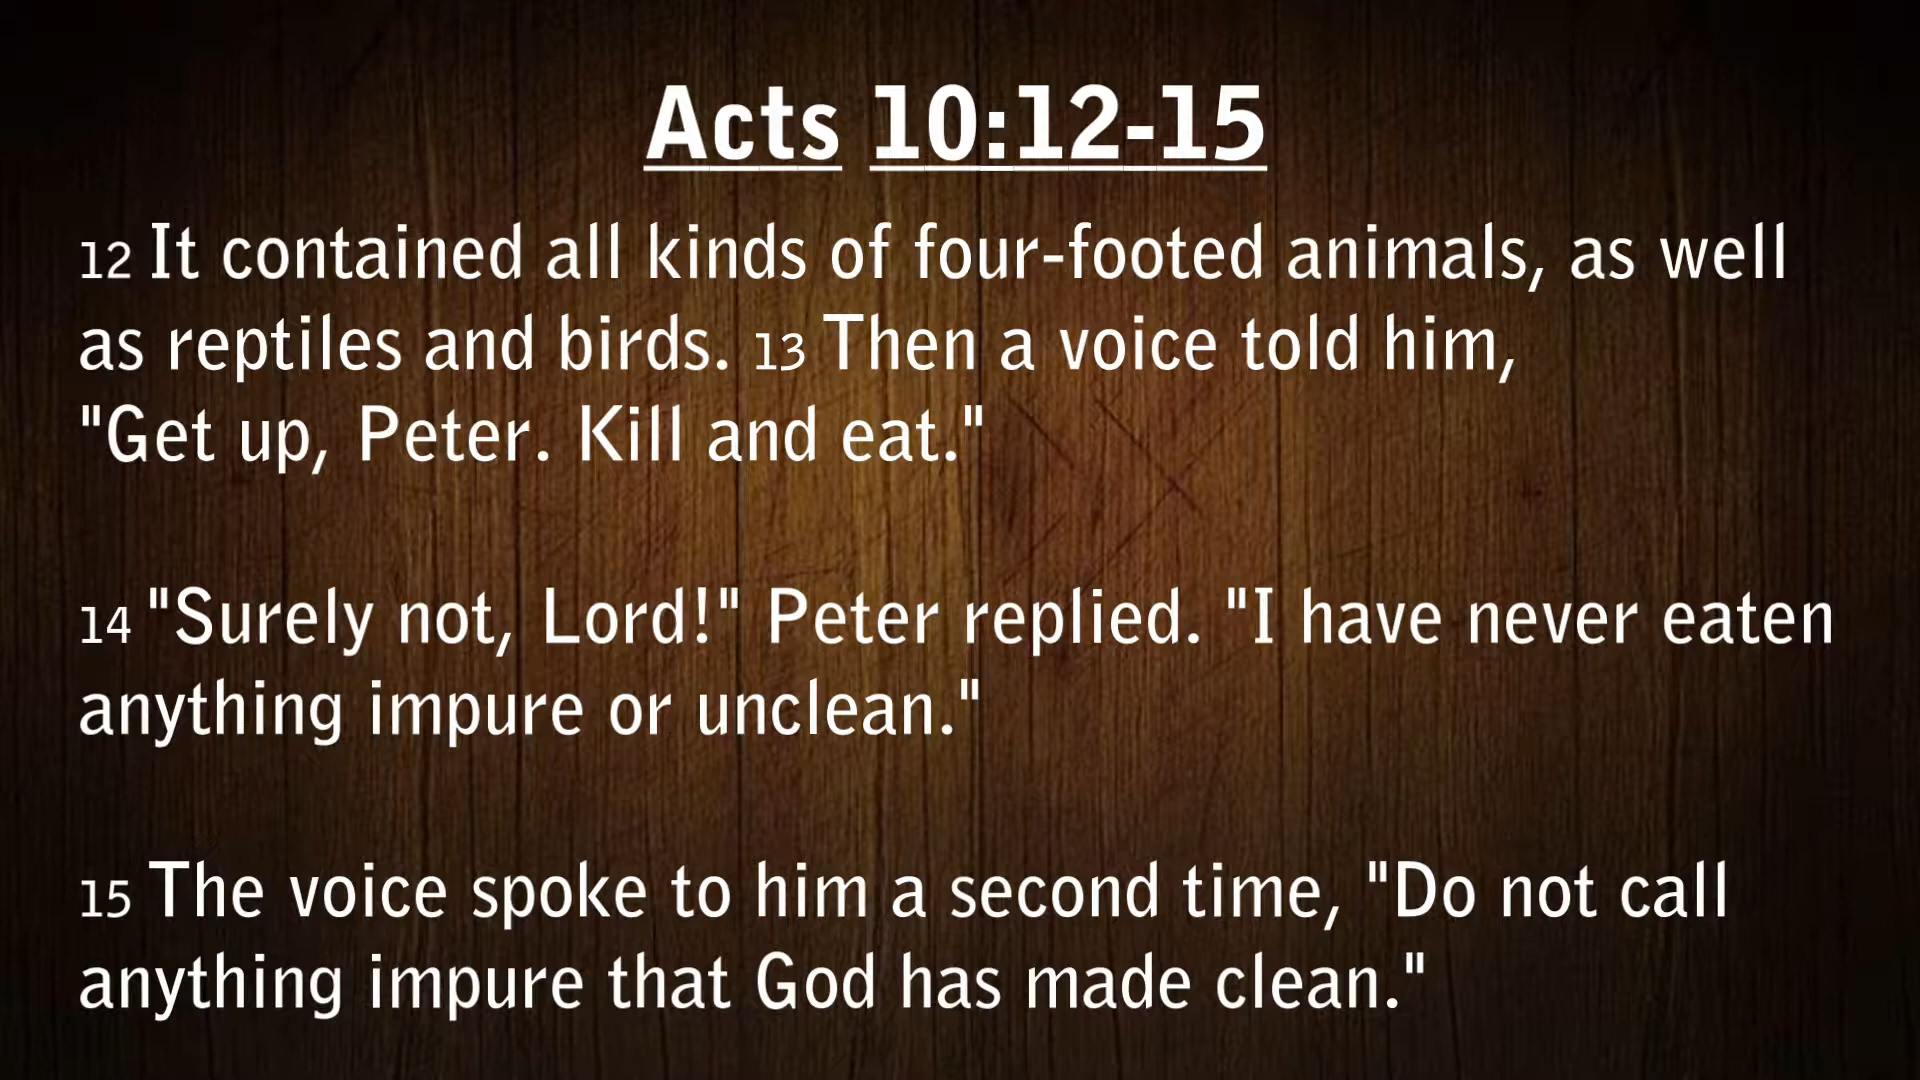 Acts 10:12-15
12 It contained all kinds of four-footed animals, as well
as reptiles and birds. 13 Then a voice told him,
"Get up, Peter. Kill and eat."
14 "Surely not, Lord!" Peter replied. "I have never eaten
anything impure or unclean."
15 The voice spoke to him a second time, "Do not call
anything impure that God has made clean."